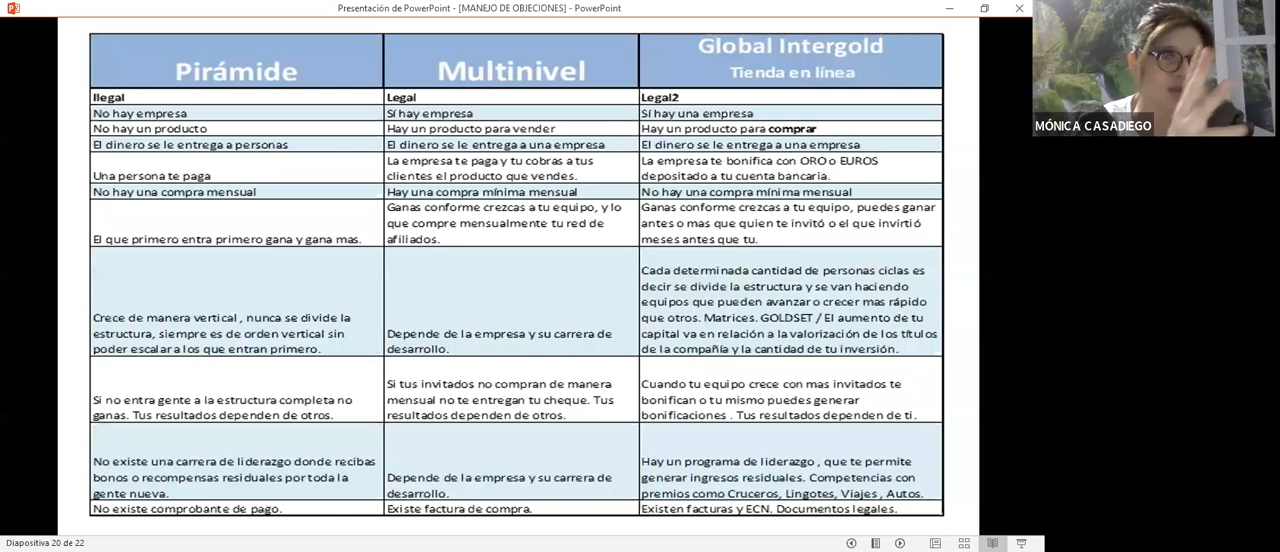 Presentación de PowerPoint - [MANEJO DE OBJECIONES] - PowerPoint
MÓNICA CASADIEGO
Pirámide
Multinivel
Global Intergold
Tienda en línea
Ilegal
Legal
Legal2
No hay empresa
Sí hay empresa
Sí hay una empresa
No hay un producto
Hay un producto para vender
Hay un producto para comprar
El dinero se le entrega a personas
El dinero se le entrega a una empresa
El dinero se le entrega a una empresa
Una persona te paga
La empresa te paga y tu cobras a tus
clientes el producto que vendes.
La empresa te bonifica con ORO o EUROS
depositado a tu cuenta bancaria.
No hay una compra mensual
Hay una compra mínima mensual
No hay una compra mínima mensual
El que primero entra primero gana y gana mas.
Ganas conforme crezcas a tu equipo, y lo
que compre mensualmente tu red de
afiliados.
Ganas conforme crezcas a tu equipo, puedes ganar
antes o mas que quien te invitó o el que invirtió
meses antes que tu.
Crece de manera vertical , nunca se divide la
estructura, siempre es de orden vertical sin
poder escalar a los que entran primero.
Depende de la empresa y su carrera de
desarrollo.
Cada determinada cantidad de personas ciclas es
decir se divide la estructura y se van haciendo
equipos que pueden avanzar o crecer mas rápido
que otros. Matrices. GOLDSET / El aumento de tu
capital va en relación a la valorización de los títulos
de la compañía y la cantidad de tu inversión.
Si no entra gente a la estructura completa no
ganas. Tus resultados dependen de otros.
Si tus invitados no compran de manera
mensual no te entregan tu cheque. Tus
resultados dependen de otros.
Cuando tu equipo crece con mas invitados te
bonifican o tu mismo puedes generar
bonificaciones . Tus resultados dependen de ti.
No existe una carrera de liderazgo donde recibas
bonos o recompensas residuales por toda la
gente nueva.
Depende de la empresa y su carrera de
desarrollo.
Hay un programa de liderazgo , que te permite
generar ingresos residuales. Competencias con
premios como Cruceros, Lingotes, Viajes , Autos.
No existe comprobante de pago.
Existe factura de compra.
Existen facturas y ECN. Documentos legales.
Diapositiva 20 de 22